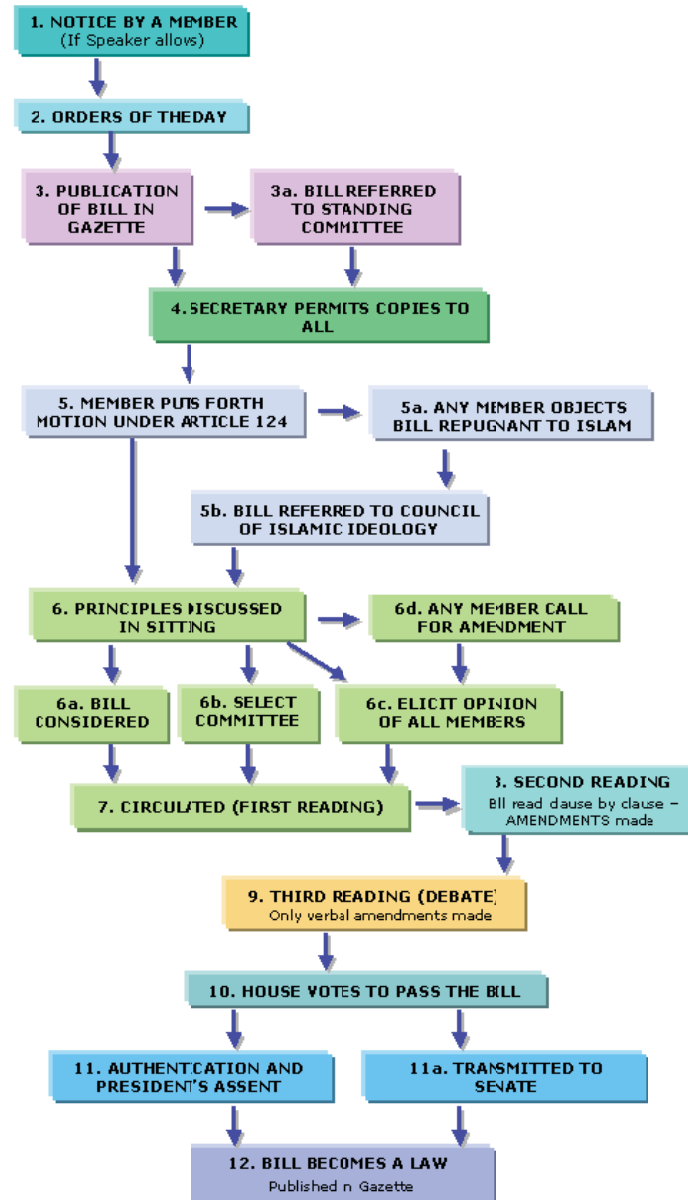 1. NOTICE BY A MEMBER
(If Speaker allows)
2. ORDERS OF THEDAY
3. PUBLICATION
OF BILL IN
GAZETTE
3a. BILL REFERRED
TO STANDING
COMMITTEE
4. SECRETARY PERMITS COPIES TO
ALL
5. MEMBER PUTS FORTH
MOTION UNDER ARTICLE 124
5a. ANY MEMBER OBJECTS
BILL REPUGNANT TO ISLAM
5b. BILL REFERRED TO COUNCIL
OF ISLAMIC IDEOLOGY
6. PRINCIPLES DISCUSSED
IN SITTING
6d. ANY MEMBER CALL
FOR AMENDMENT
6a. BILL
CONSIDERED
6b. SELECT
COMMITTEE
6c. ELICIT OPINION
OF ALL MEMBERS
7. CIRCULATED (FIRST READING)
8. SECOND READING
Bll read clause by clause –
AMENDMENTS made
9. THIRD READING (DEBATE)
Only verbal amendments made
10. HOUSE VOTES TO PASS THE BILL
11. AUTHENTICATION AND
PRESIDENT'S ASSENT
11a. TRANSMITTED TO
SENATE
12. BILL BECOMES A LAW
Published n Gazette